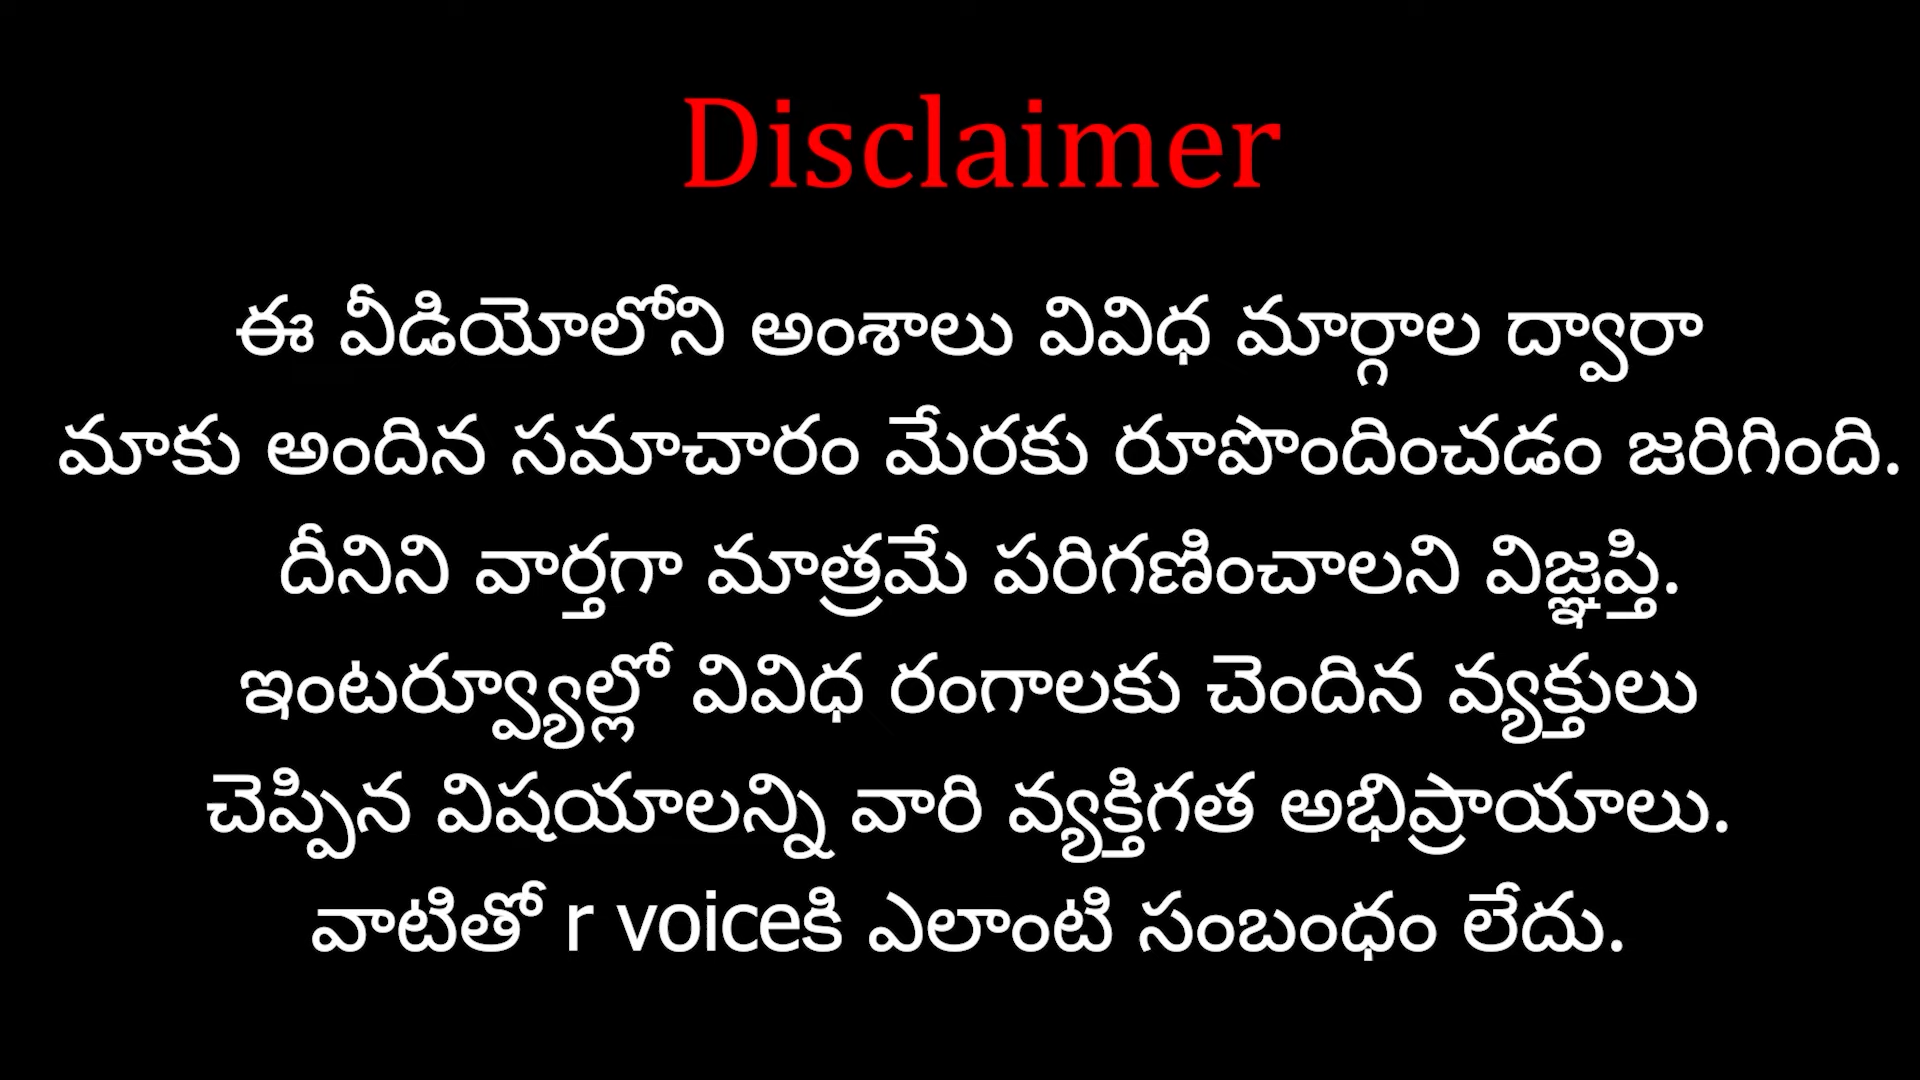 Disclaimer
ఈ వీడియోలోని అంశాలు వివిధ మార్గాల ద్వారా
మాకు అందిన సమాచారం మేరకు రూపొందించడం జరిగింది.
దీనిని వార్తగా మాత్రమే పరిగణించాలని విజ్ఞప్తి.
ఇంటర్వ్యూల్లో వివిధ రంగాలకు చెందిన వ్యక్తులు
చెప్పిన విషయాలన్ని వారి వ్యక్తిగత అభిప్రాయాలు.
వాటితో r voiceకి ఎలాంటి సంబంధం లేదు.